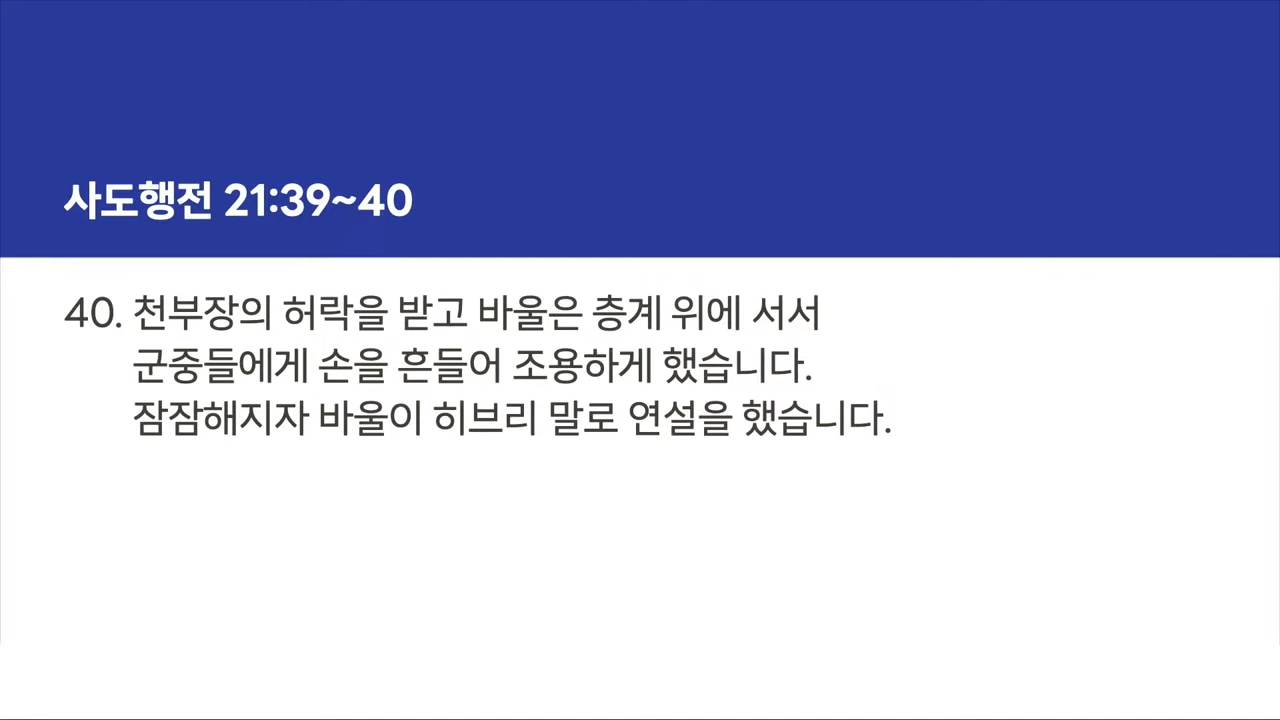 사도행전 21:39~40
40. 천부장의 허락을 받고 바울은 층계 위에 서서
군중들에게 손을 흔들어 조용하게 했습니다.
잠잠해지자 바울이 히브리 말로 연설을 했습니다.